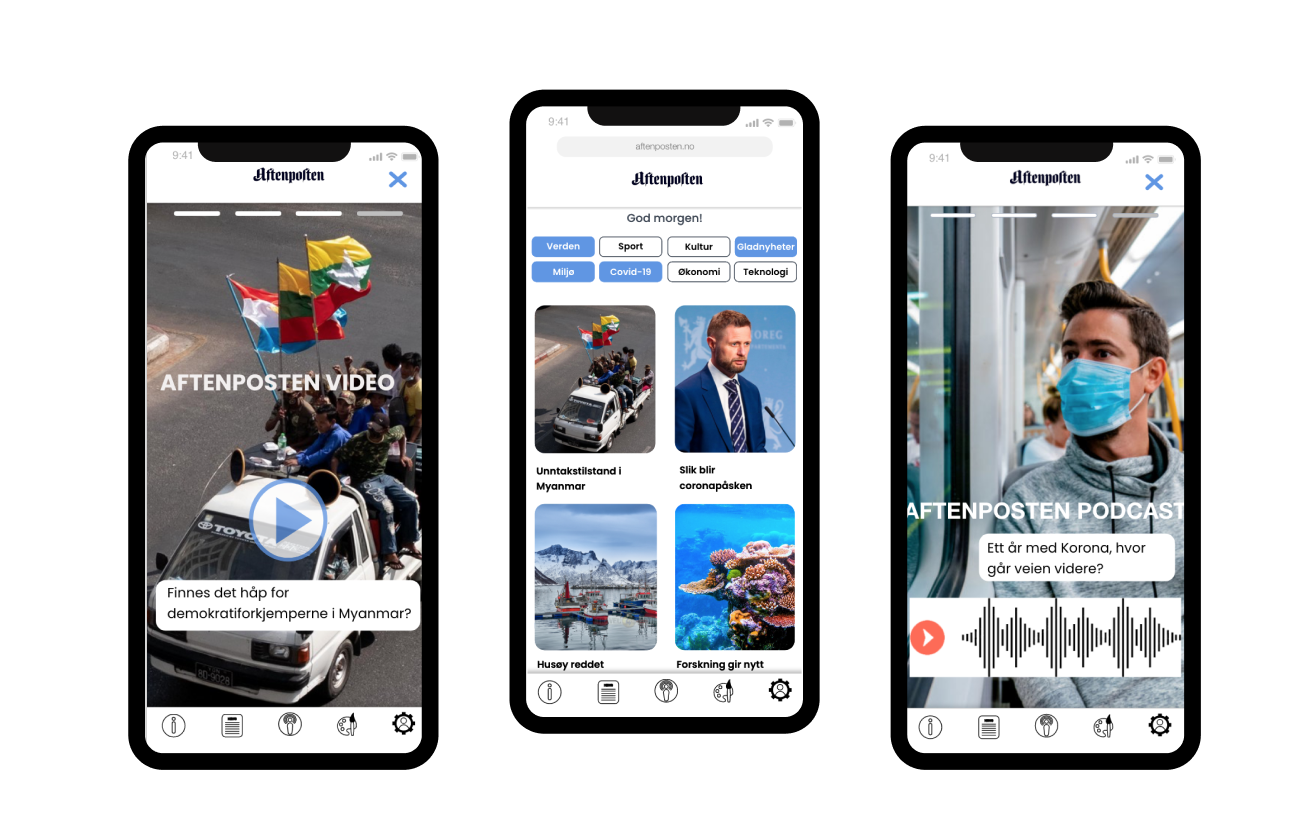 9:41
Aftenposten
AFTENPOSTEN VIDEO
TOYOTA
Finnes det håp for
demokratiforkjemperne i Myanmar?
9:41
aftenposten.no
Aftenposten
God morgen!
Verden Sport Kultur Gladnyheter
Miljø Covid-19 Økonomi Teknologi
OREG
Unntakstilstand i
Myanmar
Slik blir
coronapåsken
Husøy reddet
Forskning gir nytt
9:41
Aftenposten
AFTENPOSTEN PODCAST
Ett år med Korona, hvor
går veien videre?